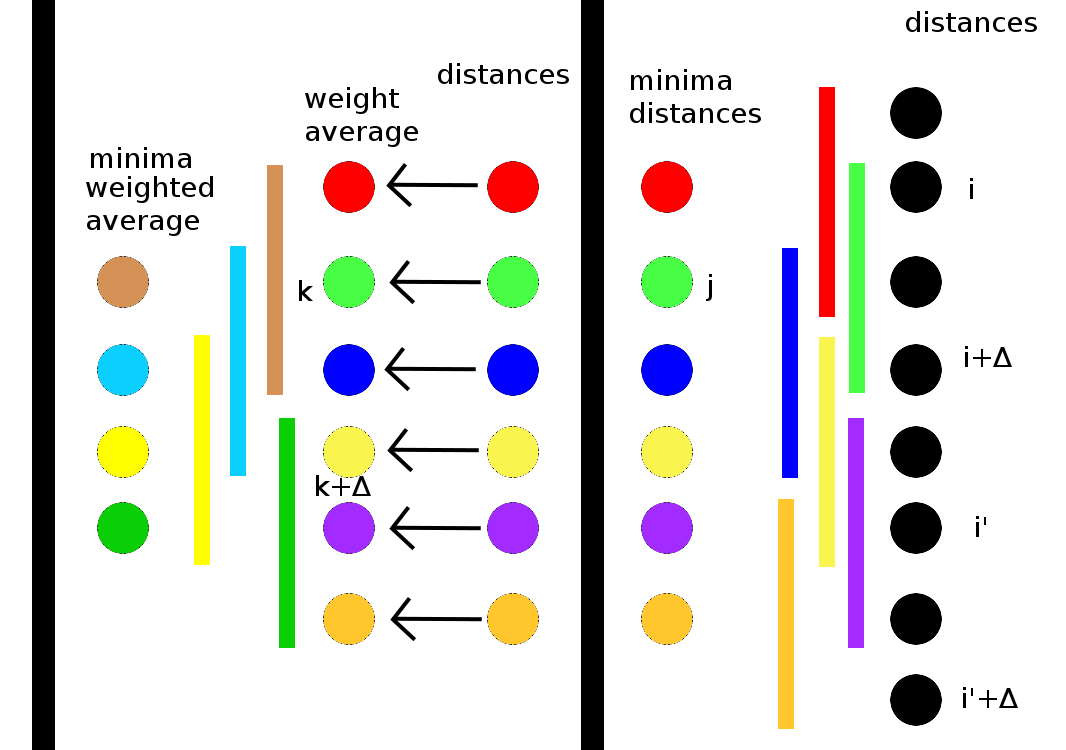 distances
distances
weight
average
minima
distances
minima
weighted
average
i
k
j
i+Δ
k+Δ
i'
i'+Δ